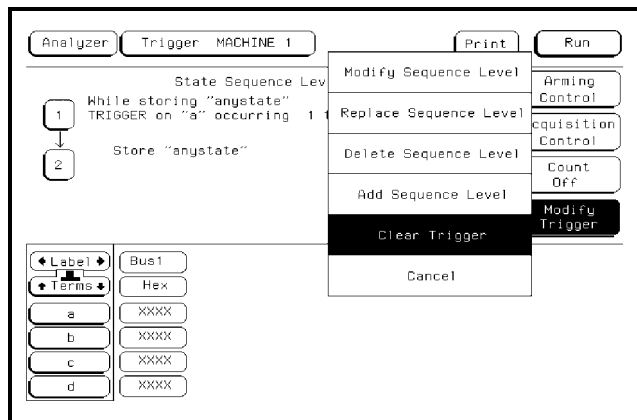 Analyzer Trigger MACHINE 1 Print Run
State Sequence Lev
While storing "anystate"
1 TRIGGER on "a" occurring 1 t
2 Store "anystate"
Modify Sequence Level
Replace Sequence Level
Delete Sequence Level
Add Sequence Level
Clear Trigger
Cancel
Arming
Control
cquisition
Control
Count
Off
Modify
Trigger
Label Bus1
Terms Hex
a XXXX
b XXXX
c XXXX
d XXXX